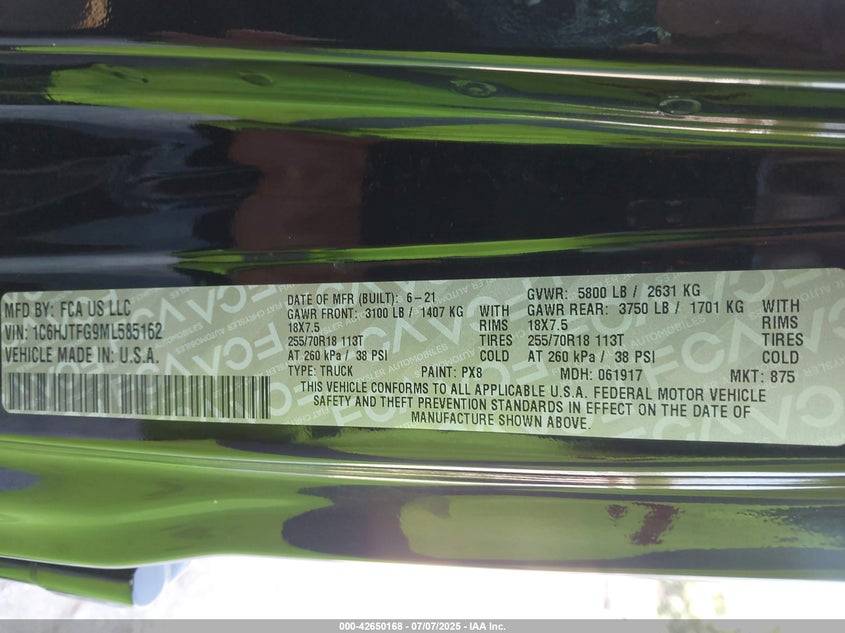 MFD BY: FCA US LLC
VIN: 1C6HJTFG9ML585162
VEHICLE MADE IN: U.S.A.
DATE OF MFR (BUILT): 6-21
GAWR FRONT: 3100 LB / 1407 KG WITH
18X7.5 RIMS
255/70R18 113T TIRES
AT 260 kPa / 38 PSI COLD
TYPE: TRUCK PAINT: PX8
GVWR: 5800 LB / 2631 KG
GAWR REAR: 3750 LB / 1701 KG WITH
18X7.5 RIMS
255/70R18 113T TIRES
AT 260 kPa / 38 PSI COLD
MDH: 061917 MKT: 875
THIS VEHICLE CONFORMS TO ALL APPLICABLE U.S.A. FEDERAL MOTOR VEHICLE
SAFETY AND THEFT PREVENTION STANDARDS IN EFFECT ON THE DATE OF
MANUFACTURE SHOWN ABOVE.
000-42650168 - 07/07/2025 - IAA Inc.